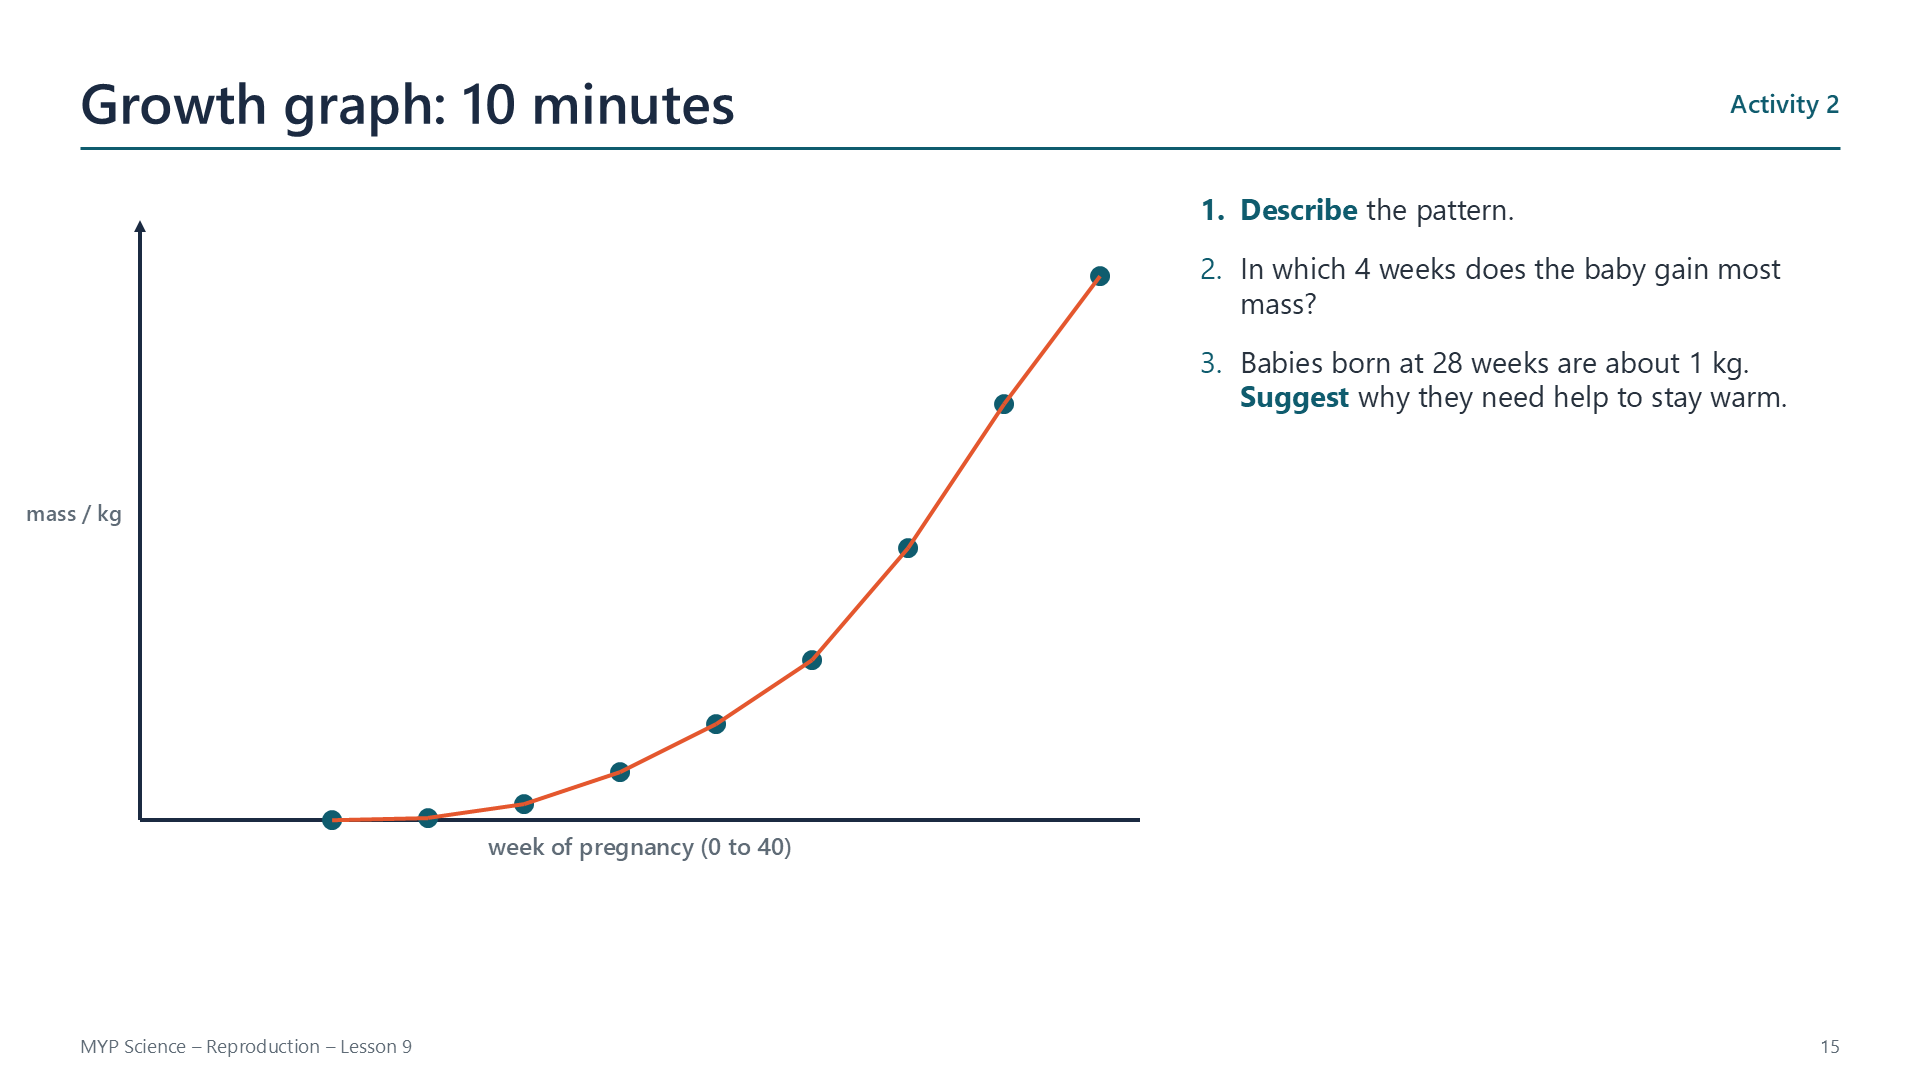 Growth graph: 10 minutes
Activity 2
mass / kg
week of pregnancy (0 to 40)
1. Describe the pattern.
2. In which 4 weeks does the baby gain most
mass?
3. Babies born at 28 weeks are about 1 kg.
Suggest why they need help to stay warm.
MYP Science – Reproduction – Lesson 9
15